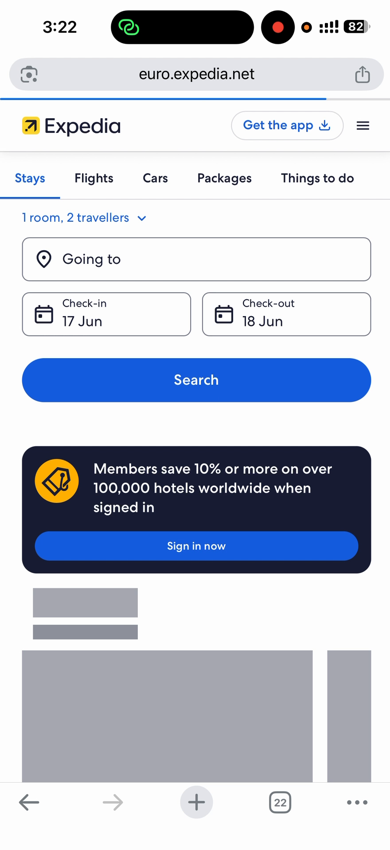 3:22
82
euro.expedia.net
Expedia
Get the app
Stays Flights Cars Packages Things to do
1 room, 2 travellers
Going to
Check-in
17 Jun
Check-out
18 Jun
Search
Members save 10% or more on over
100,000 hotels worldwide when
signed in
Sign in now
22